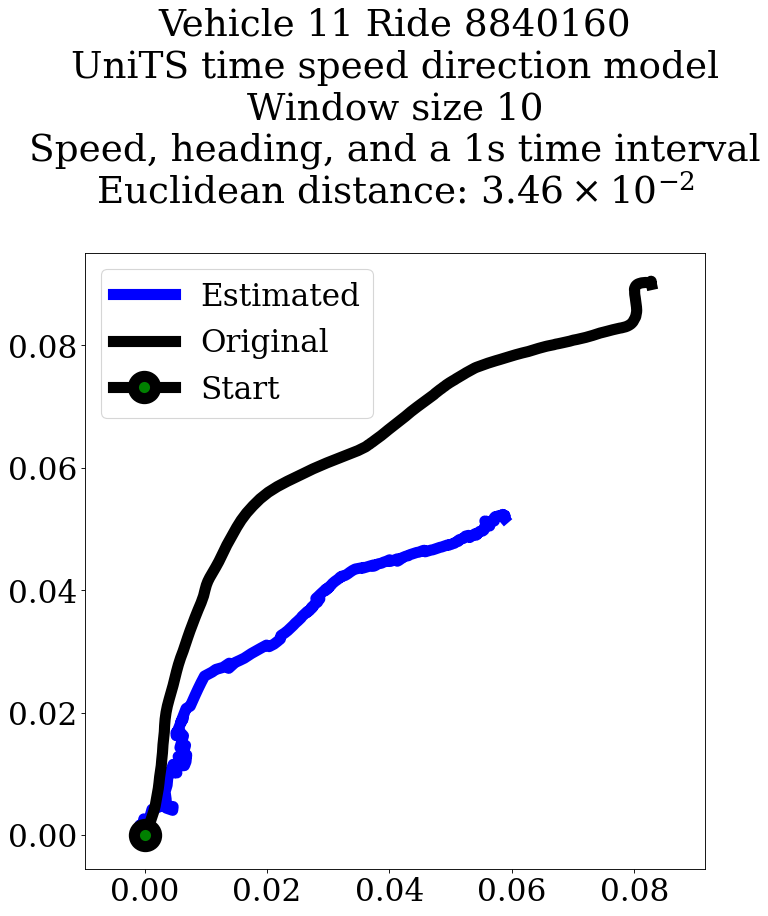 Vehicle 11 Ride 8840160
UniTS time speed direction model
Window size 10
Speed, heading, and a 1s time interval
Euclidean distance: 3.46 × 10⁻²
Estimated
Original
Start
0.08
0.06
0.04
0.02
0.00
0.00 0.02 0.04 0.06 0.08